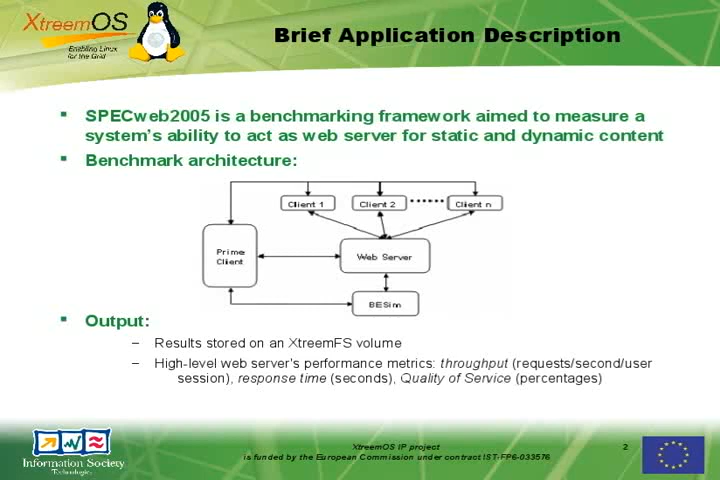 XtreemOS
Enabling Linux
for the Grid
Brief Application Description
SPECweb2005 is a benchmarking framework aimed to measure a
system's ability to act as web server for static and dynamic content
Benchmark architecture:
Client 1
Client 2
Client n
Prime
Client
Web Server
BESim
Output:
– Results stored on an XtreemFS volume
– High-level web server's performance metrics: throughput (requests/second/user
session), response time (seconds), Quality of Service (percentages)
Information Society
Technologies
XtreemOS IP project
is funded by the European Commission under contract IST-FP6-033576
2